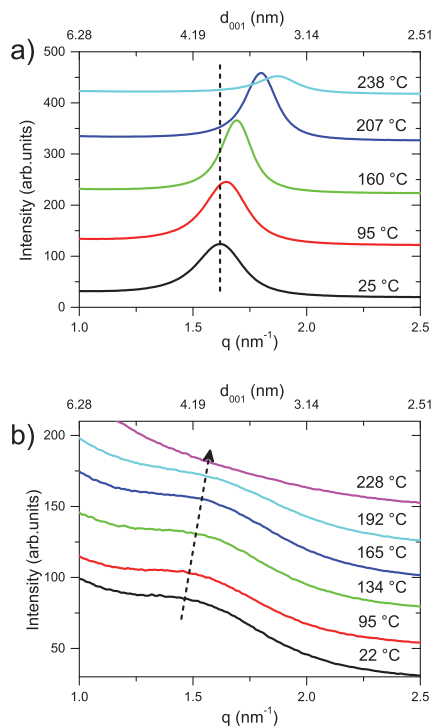 a)
d001 (nm)
6.28 4.19 3.14 2.51
500
400
300
200
100
0
Intensity (arb.units)
238 °C
207 °C
160 °C
95 °C
25 °C
1.0 1.5 2.0 2.5
q (nm-1)
b)
d001 (nm)
6.28 4.19 3.14 2.51
200
150
100
50
Intensity (arb.units)
228 °C
192 °C
165 °C
134 °C
95 °C
22 °C
1.0 1.5 2.0 2.5
q (nm-1)